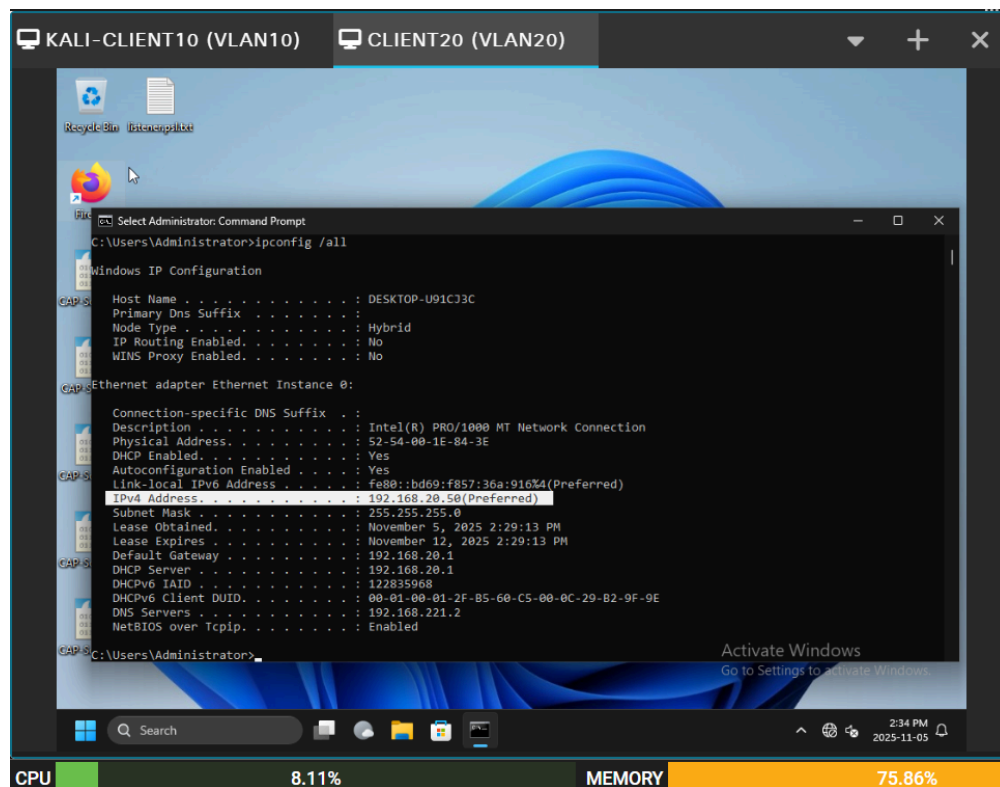 KALI-CLIENT10 (VLAN10)
CLIENT20 (VLAN20)
Recycle Bin
Select Administrator: Command Prompt
C:\Users\Administrator>ipconfig /all
Windows IP Configuration
Host Name . . . . . . . . . . . . : DESKTOP-U91CJ3C
Primary Dns Suffix . . . . . . . :
Node Type . . . . . . . . . . . . : Hybrid
IP Routing Enabled. . . . . . . . : No
WINS Proxy Enabled. . . . . . . . : No
Ethernet adapter Ethernet Instance 0:
Connection-specific DNS Suffix . :
Description . . . . . . . . . . . : Intel(R) PRO/1000 MT Network Connection
Physical Address. . . . . . . . . : 52-54-00-1E-84-3E
DHCP Enabled. . . . . . . . . . . : Yes
Autoconfiguration Enabled . . . . : Yes
Link-local IPv6 Address . . . . . : fe80::bd69:f857:36a:916%4(Preferred)
IPv4 Address. . . . . . . . . . . : 192.168.20.50(Preferred)
Subnet Mask . . . . . . . . . . . : 255.255.255.0
Lease Obtained. . . . . . . . . . : November 5, 2025 2:29:13 PM
Lease Expires . . . . . . . . . . : November 12, 2025 2:29:13 PM
Default Gateway . . . . . . . . . : 192.168.20.1
DHCP Server . . . . . . . . . . . : 192.168.20.1
DHCPv6 IAID . . . . . . . . . . . : 122835968
DHCPv6 Client DUID. . . . . . . . : 00-01-00-01-2F-B5-60-C5-00-0C-29-B2-9F-9E
DNS Servers . . . . . . . . . . . : 192.168.221.2
NetBIOS over Tcpip. . . . . . . . : Enabled
C:\Users\Administrator>
Activate Windows
Go to Settings to activate Windows.
Search
2:34 PM
2025-11-05
CPU 8.11% MEMORY 75.86%